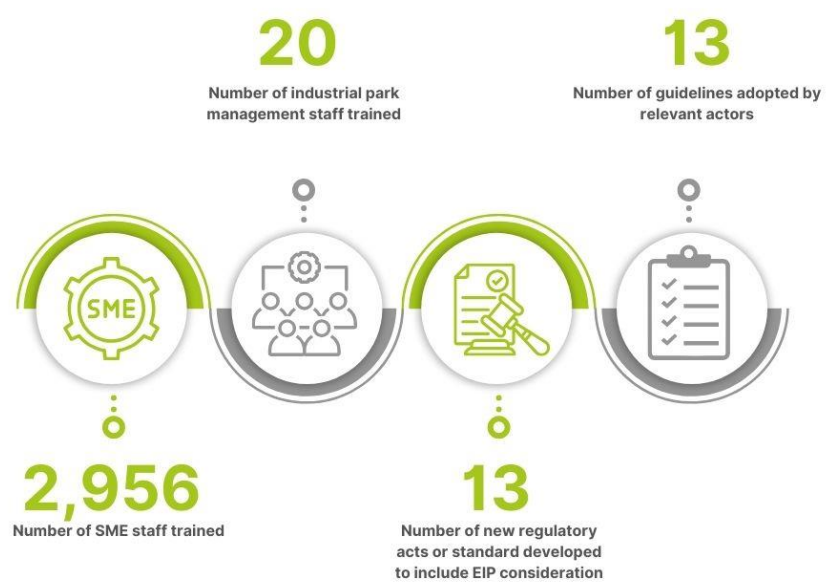 20
Number of industrial park
management staff trained
13
Number of guidelines adopted by
relevant actors
SME
2,956
Number of SME staff trained
13
Number of new regulatory
acts or standard developed
to include EIP consideration